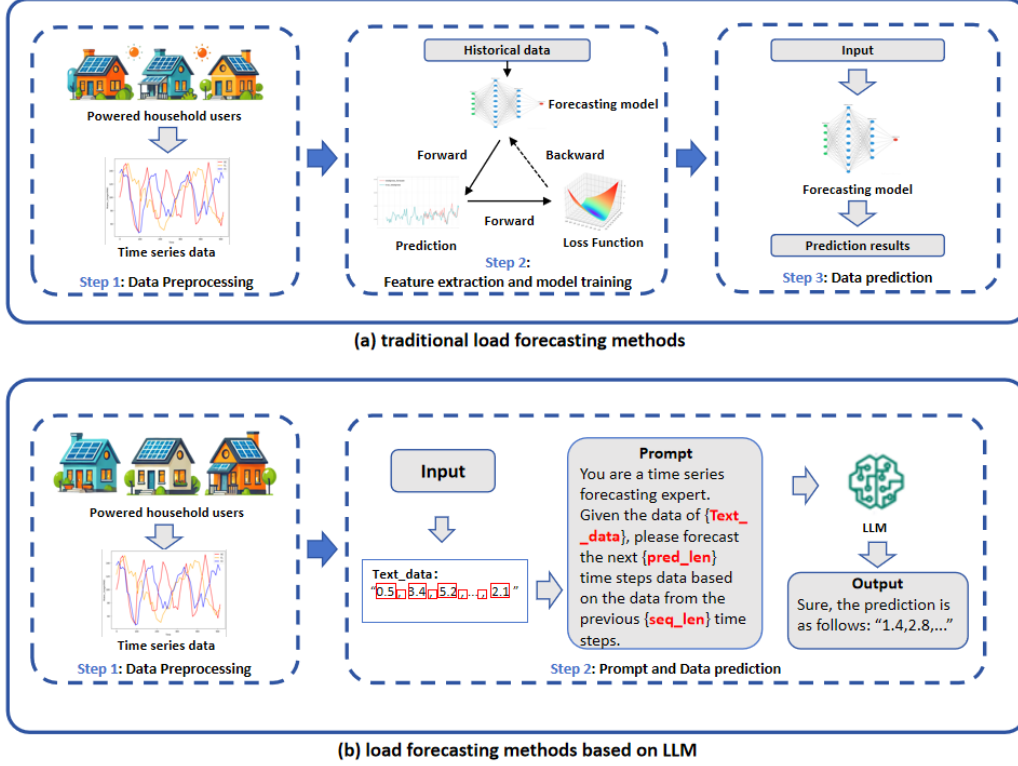 Powered household users
Time series data
Step 1: Data Preprocessing
Historical data
Forecasting model
Forward
Backward
Forward
Prediction
Loss Function
Step 2:
Feature extraction and model training
Input
Forecasting model
Prediction results
Step 3: Data prediction
(a) traditional load forecasting methods
Powered household users
Time series data
Step 1: Data Preprocessing
Input
Text_data:
“0.5, 3.4, 5.2, ..., 2.1 ”
Prompt
You are a time series
forecasting expert.
Given the data of {Text_
_data}, please forecast
the next {pred_len}
time steps data based
on the data from the
previous {seq_len} time
steps.
LLM
Output
Sure, the prediction is
as follows: “1.4,2.8,...”
Step 2: Prompt and Data prediction
(b) load forecasting methods based on LLM